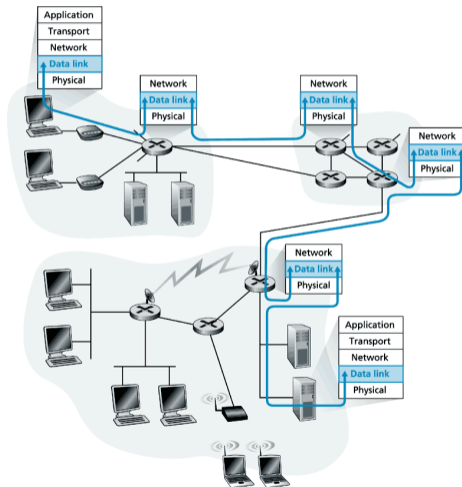 Application
Transport
Network
Data link
Physical
Network
Data link
Physical
Network
Data link
Physical
Network
Data link
Physical
Network
Data link
Physical
Application
Transport
Network
Data link
Physical